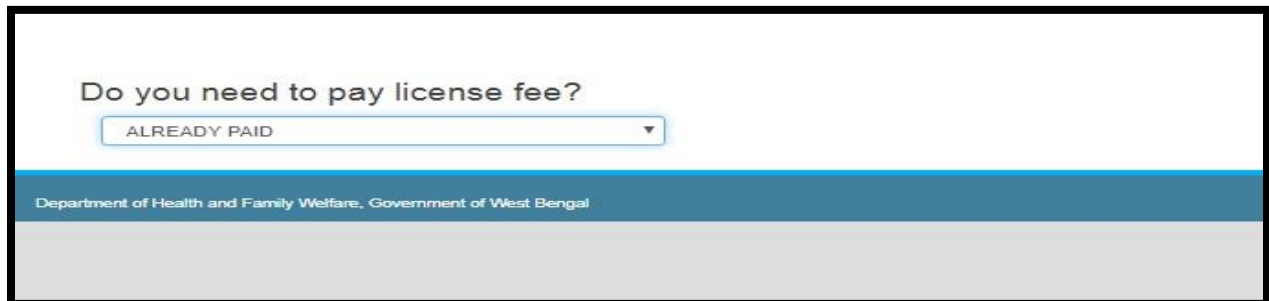 Do you need to pay license fee?
ALREADY PAID
Department of Health and Family Welfare, Government of West Bengal